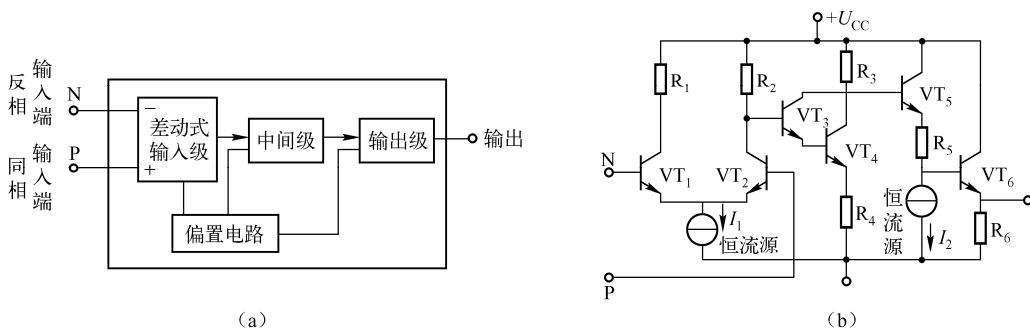 反相输入端
N
同相输入端
P
−
+
差动式
输入级
中间级
输出级
输出
偏置电路
(a)
+U_CC
R₁
R₂
R₃
VT₁
VT₂
VT₃
VT₄
VT₅
VT₆
N
P
I₁
恒流源
R₄
R₅
恒流源
I₂
R₆
(b)